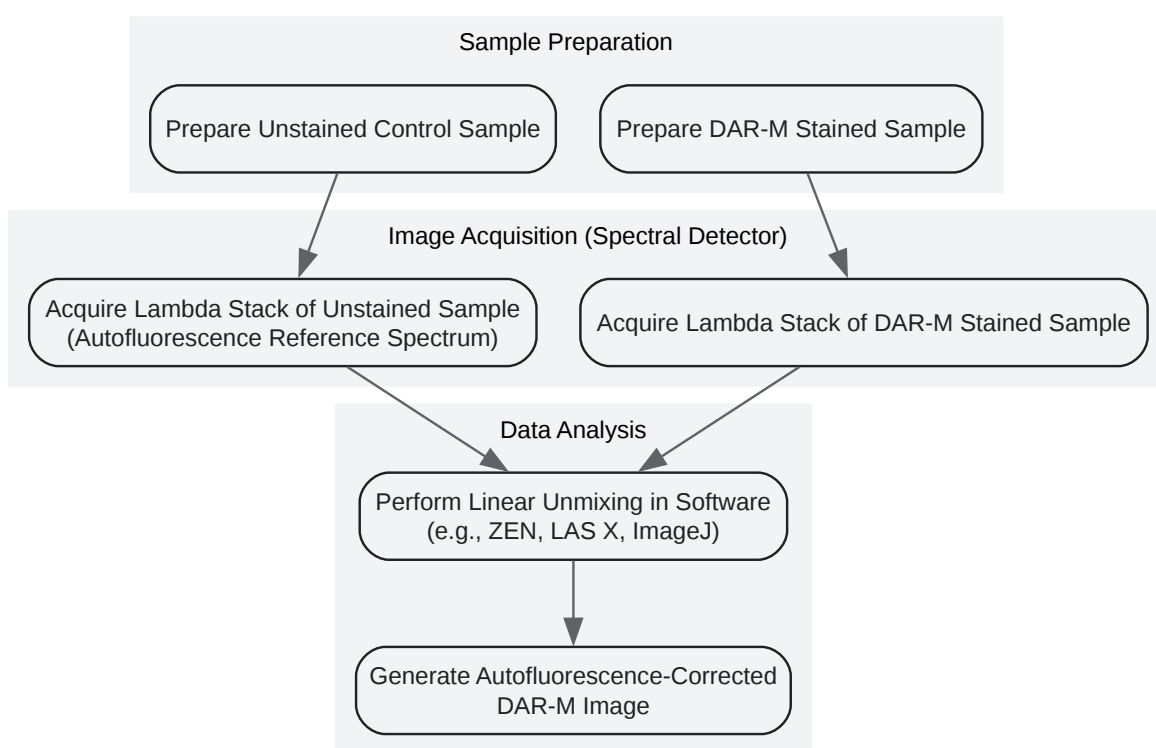 Sample Preparation
Prepare Unstained Control Sample
Prepare DAR-M Stained Sample
Image Acquisition (Spectral Detector)
Acquire Lambda Stack of Unstained Sample
(Autofluorescence Reference Spectrum)
Acquire Lambda Stack of DAR-M Stained Sample
Data Analysis
Perform Linear Unmixing in Software
(e.g., ZEN, LAS X, ImageJ)
Generate Autofluorescence-Corrected
DAR-M Image